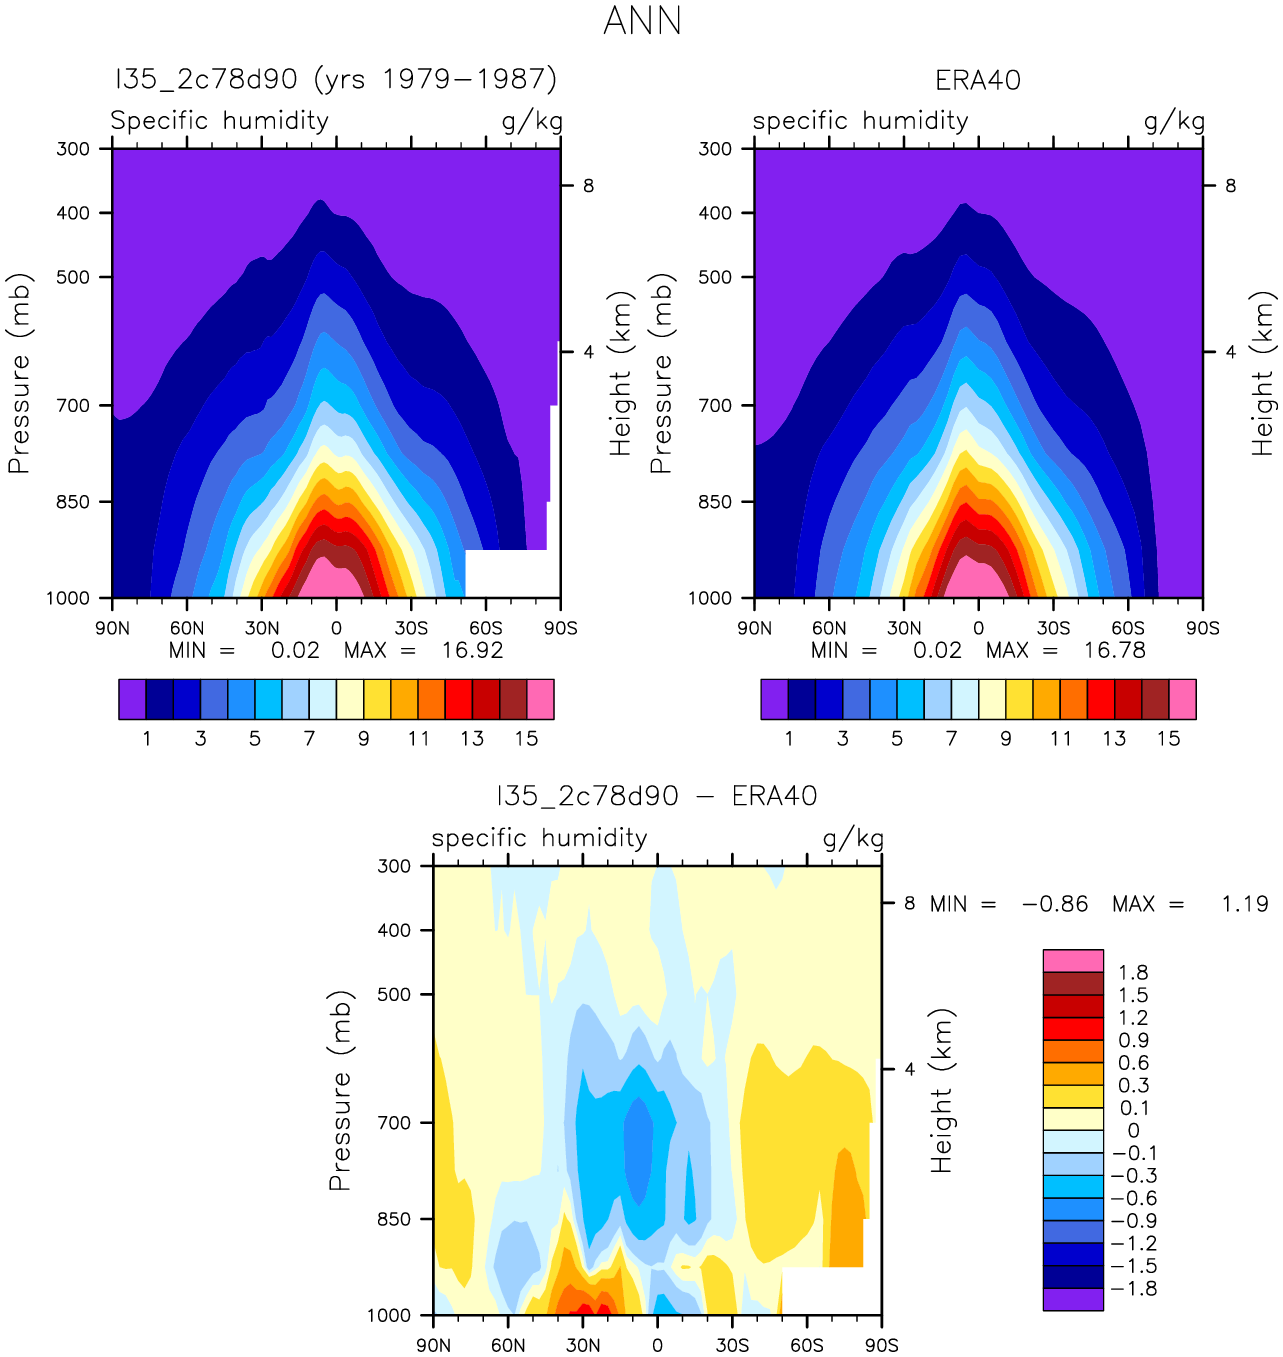 ANN
I35_2c78d90 (yrs 1979-1987)
Specific humidity g/kg
300
400
500
700
850
1000
Pressure (mb)
8
4
Height (km)
90N 60N 30N 0 30S 60S 90S
MIN = 0.02 MAX = 16.92
1 3 5 7 9 11 13 15
ERA40
specific humidity g/kg
300
400
500
700
850
1000
Pressure (mb)
8
4
Height (km)
90N 60N 30N 0 30S 60S 90S
MIN = 0.02 MAX = 16.78
1 3 5 7 9 11 13 15
I35_2c78d90 - ERA40
specific humidity g/kg
300
400
500
700
850
1000
Pressure (mb)
8
4
Height (km)
90N 60N 30N 0 30S 60S 90S
MIN = -0.86 MAX = 1.19
1.8
1.5
1.2
0.9
0.6
0.3
0.1
0
-0.1
-0.3
-0.6
-0.9
-1.2
-1.5
-1.8